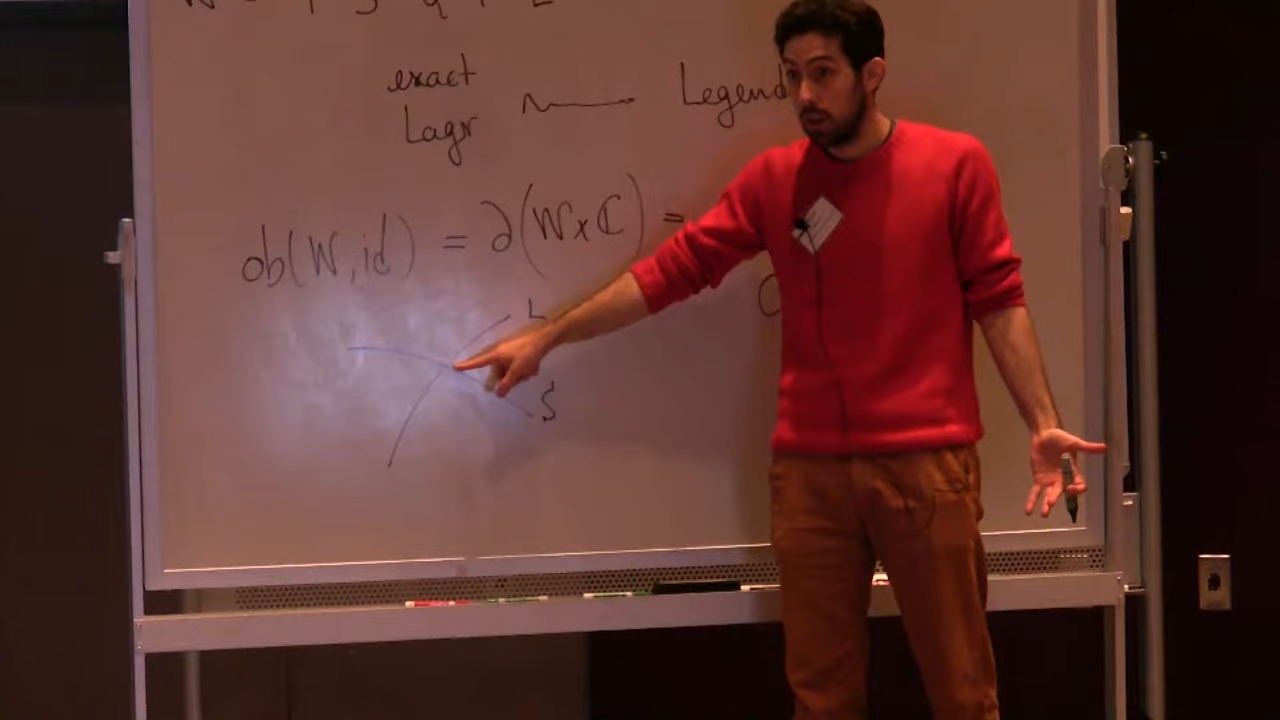 exact
Lagr
Legend
ob(W, id) = ∂(W x ℂ) =
L
S